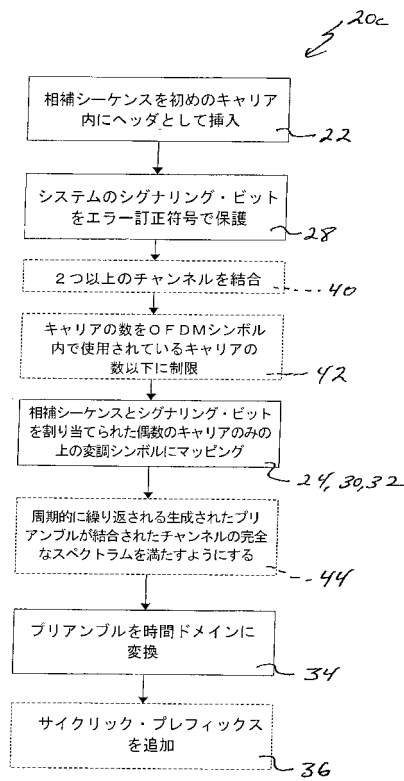 20c
相補シーケンスを初めのキャリア
内にヘッダとして挿入
22
システムのシグナリング・ビット
をエラー訂正符号で保護
28
２つ以上のチャンネルを結合
40
キャリアの数をＯＦＤＭシンボル
内で使用されているキャリアの
数以下に制限
42
相補シーケンスとシグナリング・ビット
を割り当てられた偶数のキャリアのみの
上の変調シンボルにマッピング
24,30,32
周期的に繰り返される生成されたプリ
アンブルが結合されたチャンネルの完全
なスペクトラムを満たすようにする
44
プリアンブルを時間ドメインに
変換
34
サイクリック・プレフィックス
を追加
36